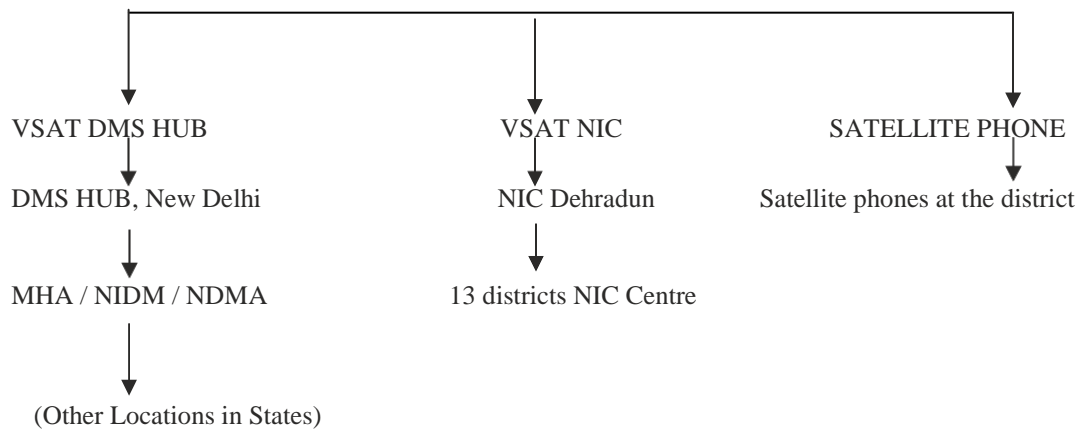 VSAT DMS HUB
VSAT NIC
SATELLITE PHONE
DMS HUB, New Delhi
NIC Dehradun
Satellite phones at the district
MHA / NIDM / NDMA
13 districts NIC Centre
(Other Locations in States)